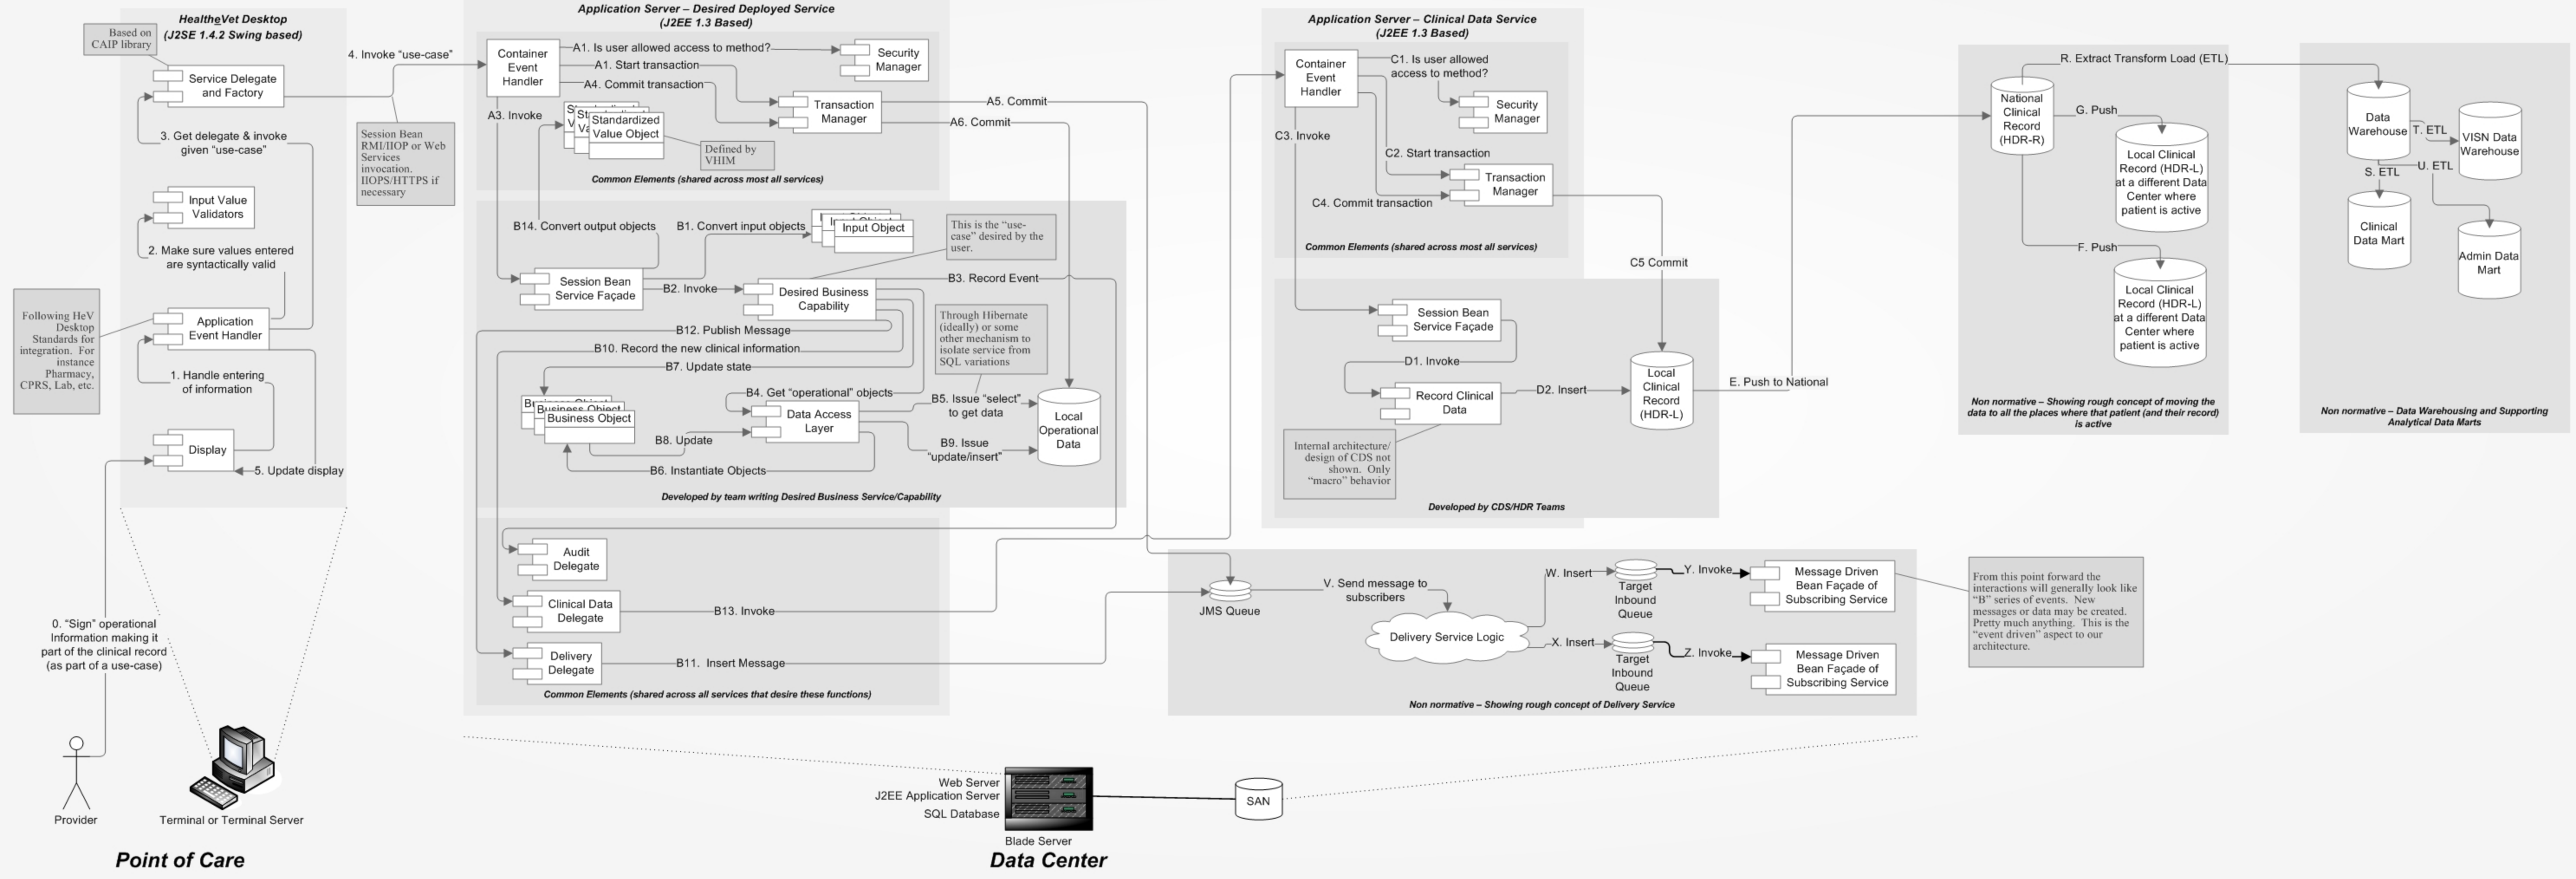 HealtheVet Desktop
(J2SE 1.4.2 Swing based)
Based on
CAIP library
Service Delegate
and Factory
3. Get delegate & invoke
given “use-case”
Input Value
Validators
2. Make sure values entered
are syntactically valid
Following HeV
Desktop
Standards for
integration. For
instance
Pharmacy,
CPRS, Lab, etc.
Application
Event Handler
1. Handle entering
of information
Display
5. Update display
4. Invoke “use-case”
Session Bean
RMI/IIOP or Web
Services
invocation.
IIOPS/HTTPS if
necessary
0. “Sign” operational
Information making it
part of the clinical record
(as part of a use-case)
Provider
Terminal or Terminal Server
Point of Care
Application Server – Desired Deployed Service
(J2EE 1.3 Based)
Container
Event
Handler
A1. Is user allowed access to method?
A1. Start transaction
A4. Commit transaction
A3. Invoke
Security
Manager
Transaction
Manager
Standardized
Value Object
Defined by
VHIM
Common Elements (shared across most all services)
A5. Commit
A6. Commit
B14. Convert output objects
B1. Convert input objects
Input Object
Input Object
This is the “use-
case” desired by the
user.
Session Bean
Service Façade
B2. Invoke
Desired Business
Capability
B3. Record Event
B12. Publish Message
B10. Record the new clinical information
B7. Update state
Through Hibernate
(ideally) or some
other mechanism to
isolate service from
SQL variations
B4. Get “operational” objects
Business Object
Business Object
Data Access
Layer
B5. Issue “select”
to get data
B8. Update
B9. Issue
“update/insert”
B6. Instantiate Objects
Local
Operational
Data
Developed by team writing Desired Business Service/Capability
Audit
Delegate
Clinical Data
Delegate
B13. Invoke
Delivery
Delegate
B11. Insert Message
Common Elements (shared across all services that desire these functions)
Application Server – Clinical Data Service
(J2EE 1.3 Based)
Container
Event
Handler
C1. Is user allowed
access to method?
Security
Manager
C3. Invoke
C2. Start transaction
Transaction
Manager
C4. Commit transaction
Common Elements (shared across most all services)
C5 Commit
Session Bean
Service Façade
D1. Invoke
Record Clinical
Data
D2. Insert
Local
Clinical
Record
(HDR-L)
Internal architecture/
design of CDS not
shown. Only
“macro” behavior
Developed by CDS/HDR Teams
E. Push to National
JMS Queue
V. Send message to
subscribers
Delivery Service Logic
W. Insert
Target
Inbound
Queue
Y. Invoke
Message Driven
Bean Façade of
Subscribing Service
X. Insert
Target
Inbound
Queue
Z. Invoke
Message Driven
Bean Façade of
Subscribing Service
Non normative – Showing rough concept of Delivery Service
From this point forward the
interactions will generally look like
“B” series of events. New
messages or data may be created.
Pretty much anything. This is the
“event driven” aspect to our
architecture.
National
Clinical
Record
(HDR-R)
R. Extract Transform Load (ETL)
G. Push
Local Clinical
Record (HDR-L)
at a different Data
Center where
patient is active
F. Push
Local Clinical
Record (HDR-L)
at a different Data
Center where
patient is active
Non normative – Showing rough concept of moving the
data to all the places where that patient (and their record)
is active
Data
Warehouse
T. ETL
VISN Data
Warehouse
S. ETL
U. ETL
Clinical
Data Mart
Admin Data
Mart
Non normative – Data Warehousing and Supporting
Analytical Data Marts
Web Server
J2EE Application Server
SQL Database
Blade Server
SAN
Data Center